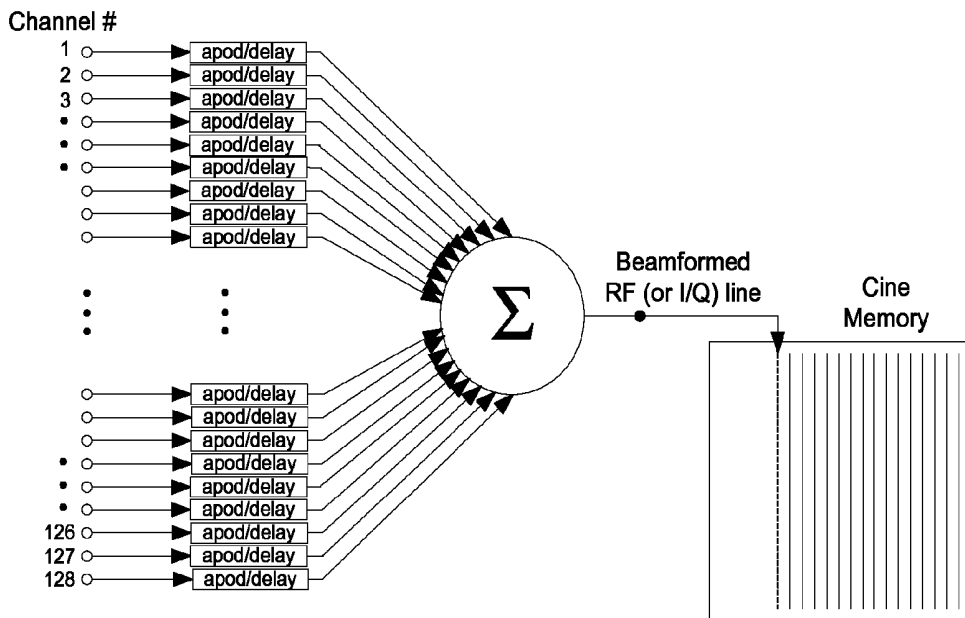 Channel #
1
apod/delay
2
apod/delay
3
apod/delay
apod/delay
apod/delay
apod/delay
apod/delay
apod/delay
apod/delay
Σ
Beamformed
RF (or I/Q) line
Cine
Memory
apod/delay
apod/delay
apod/delay
apod/delay
apod/delay
apod/delay
126
apod/delay
127
apod/delay
128
apod/delay